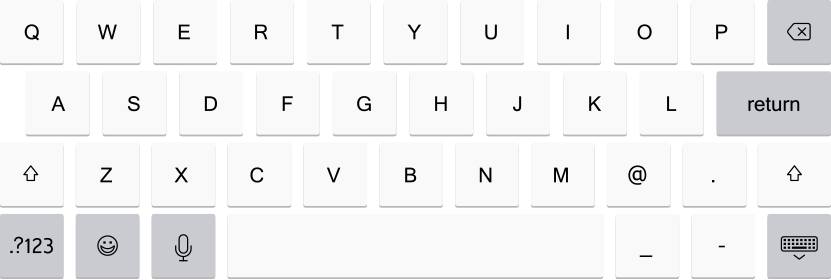 Q W E R T Y U I O P
A S D F G H J K L return
Z X C V B N M @ .
.?123 _ -